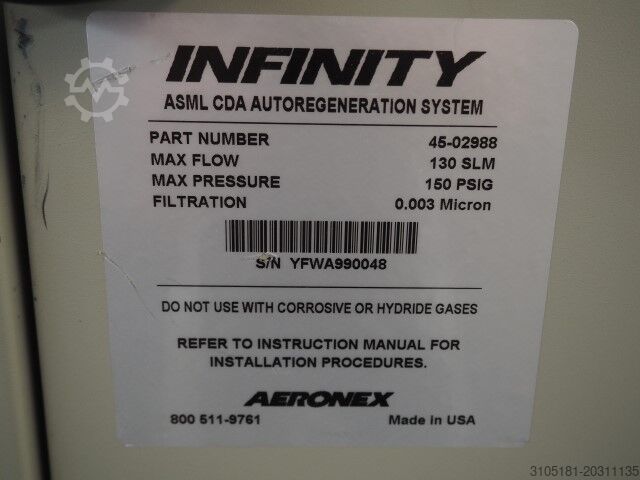 INFINITY
ASML CDA AUTOREGENERATION SYSTEM
PART NUMBER 45-02988
MAX FLOW 130 SLM
MAX PRESSURE 150 PSIG
FILTRATION 0.003 Micron
S/N YFWA990048
DO NOT USE WITH CORROSIVE OR HYDRIDE GASES
REFER TO INSTRUCTION MANUAL FOR
INSTALLATION PROCEDURES.
AERONEX
800 511-9761 Made in USA
3105181-20311135